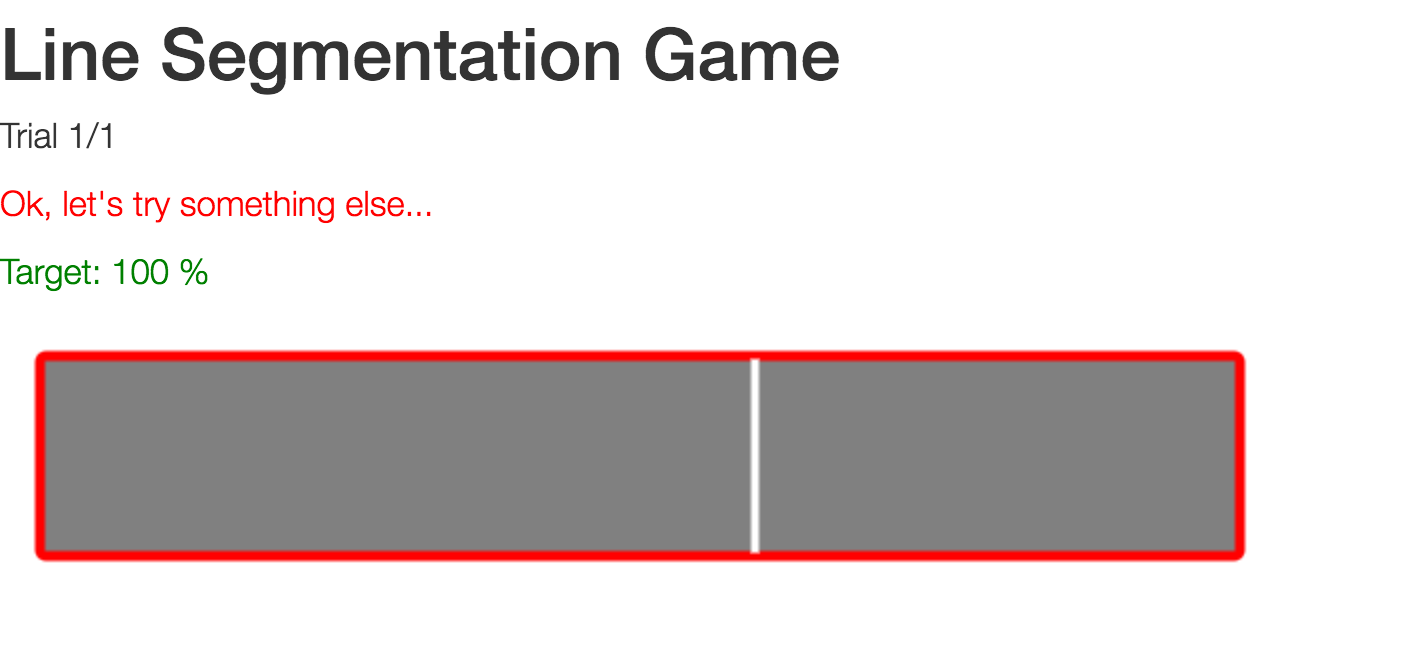 Line Segmentation Game
Trial 1/1
Ok, let's try something else...
Target: 100 %